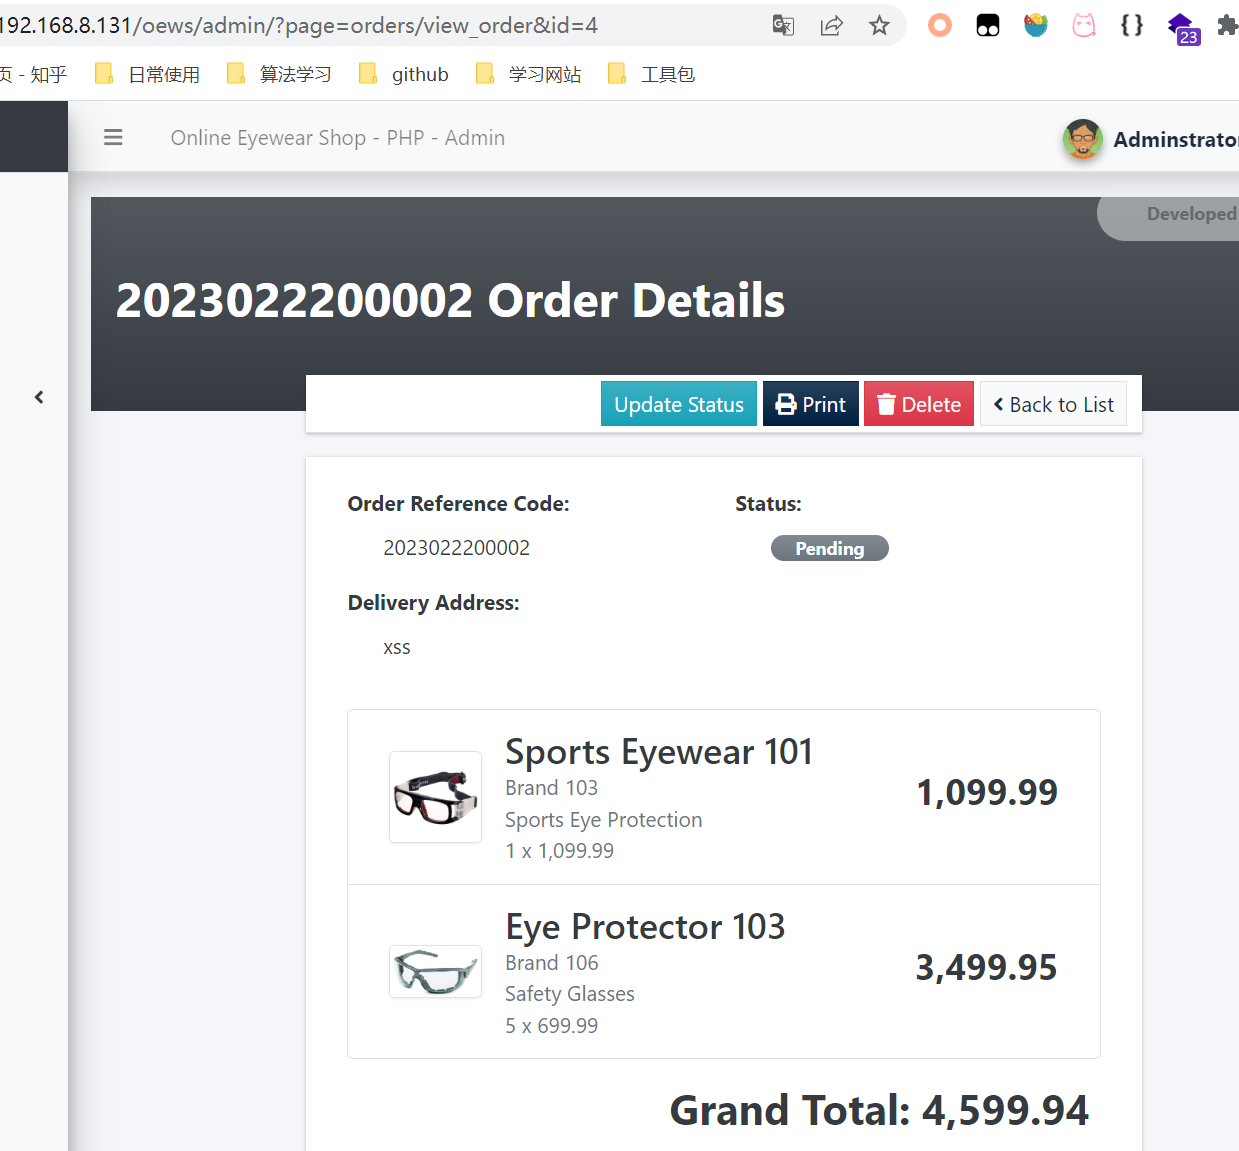 192.168.8.131/oews/admin/?page=orders/view_order&id=4
23
页 - 知乎 日常使用 算法学习 github 学习网站 工具包
Online Eyewear Shop - PHP - Admin Adminstrator
Developed
2023022200002 Order Details
Update Status Print Delete Back to List
Order Reference Code: Status:
2023022200002 Pending
Delivery Address:
xss
Sports Eyewear 101
Brand 103
Sports Eye Protection
1 x 1,099.99
1,099.99
Eye Protector 103
Brand 106
Safety Glasses
5 x 699.99
3,499.95
Grand Total: 4,599.94